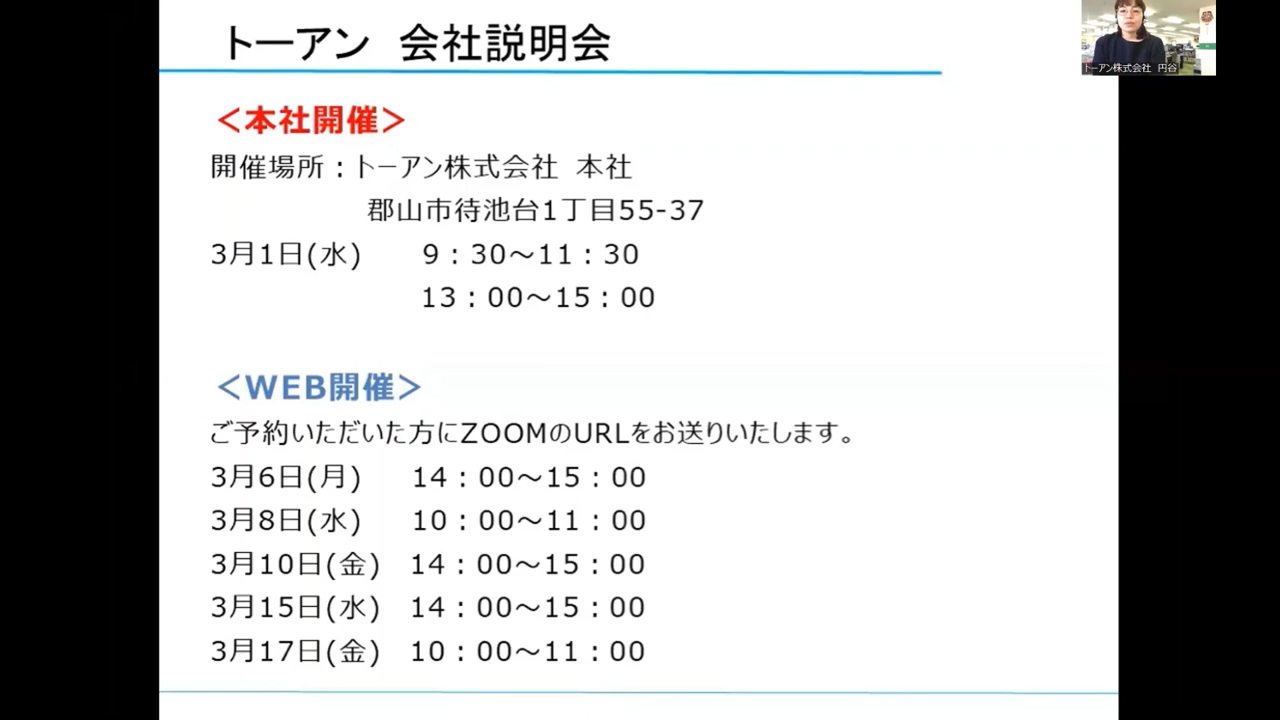 トーアン 会社説明会
トーアン株式会社 円谷
＜本社開催＞
開催場所：トーアン株式会社 本社
郡山市待池台1丁目55-37
3月1日(水) 9：30～11：30
13：00～15：00
＜WEB開催＞
ご予約いただいた方にZOOMのURLをお送りいたします。
3月6日(月) 14：00～15：00
3月8日(水) 10：00～11：00
3月10日(金) 14：00～15：00
3月15日(水) 14：00～15：00
3月17日(金) 10：00～11：00